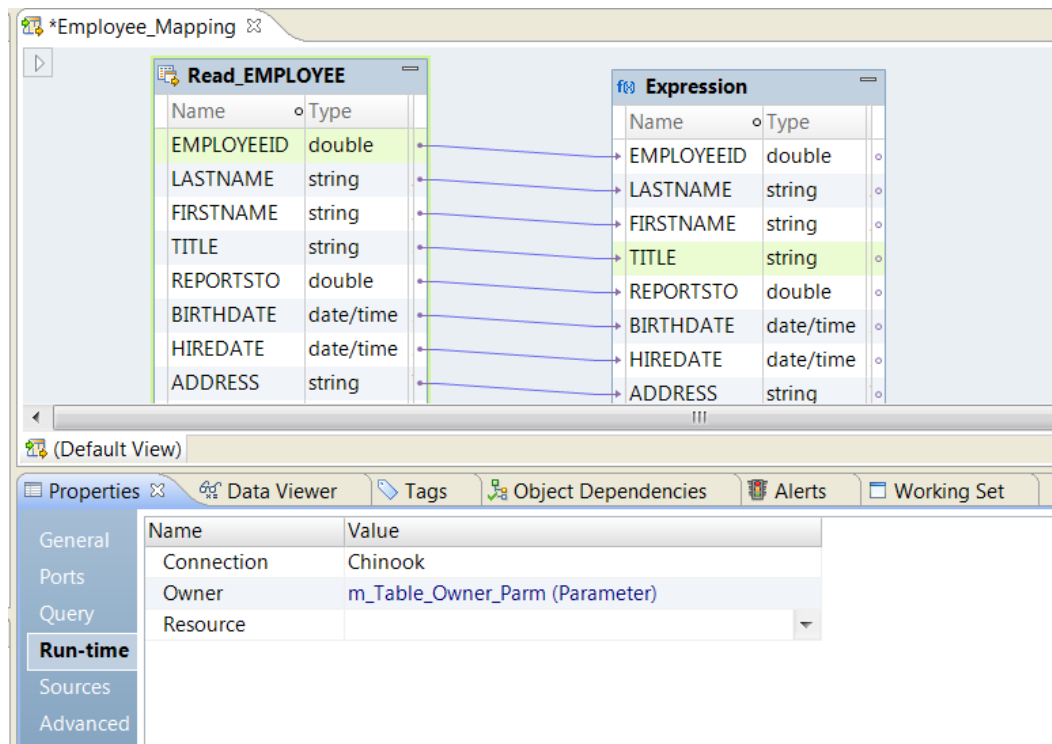 *Employee_Mapping
Read_EMPLOYEE
Name Type
EMPLOYEEID double
LASTNAME string
FIRSTNAME string
TITLE string
REPORTSTO double
BIRTHDATE date/time
HIREDATE date/time
ADDRESS string
f(x) Expression
Name Type
EMPLOYEEID double
LASTNAME string
FIRSTNAME string
TITLE string
REPORTSTO double
BIRTHDATE date/time
HIREDATE date/time
ADDRESS string
(Default View)
Properties Data Viewer Tags Object Dependencies Alerts Working Set
General
Ports
Query
Run-time
Sources
Advanced
Name Value
Connection Chinook
Owner m_Table_Owner_Parm (Parameter)
Resource